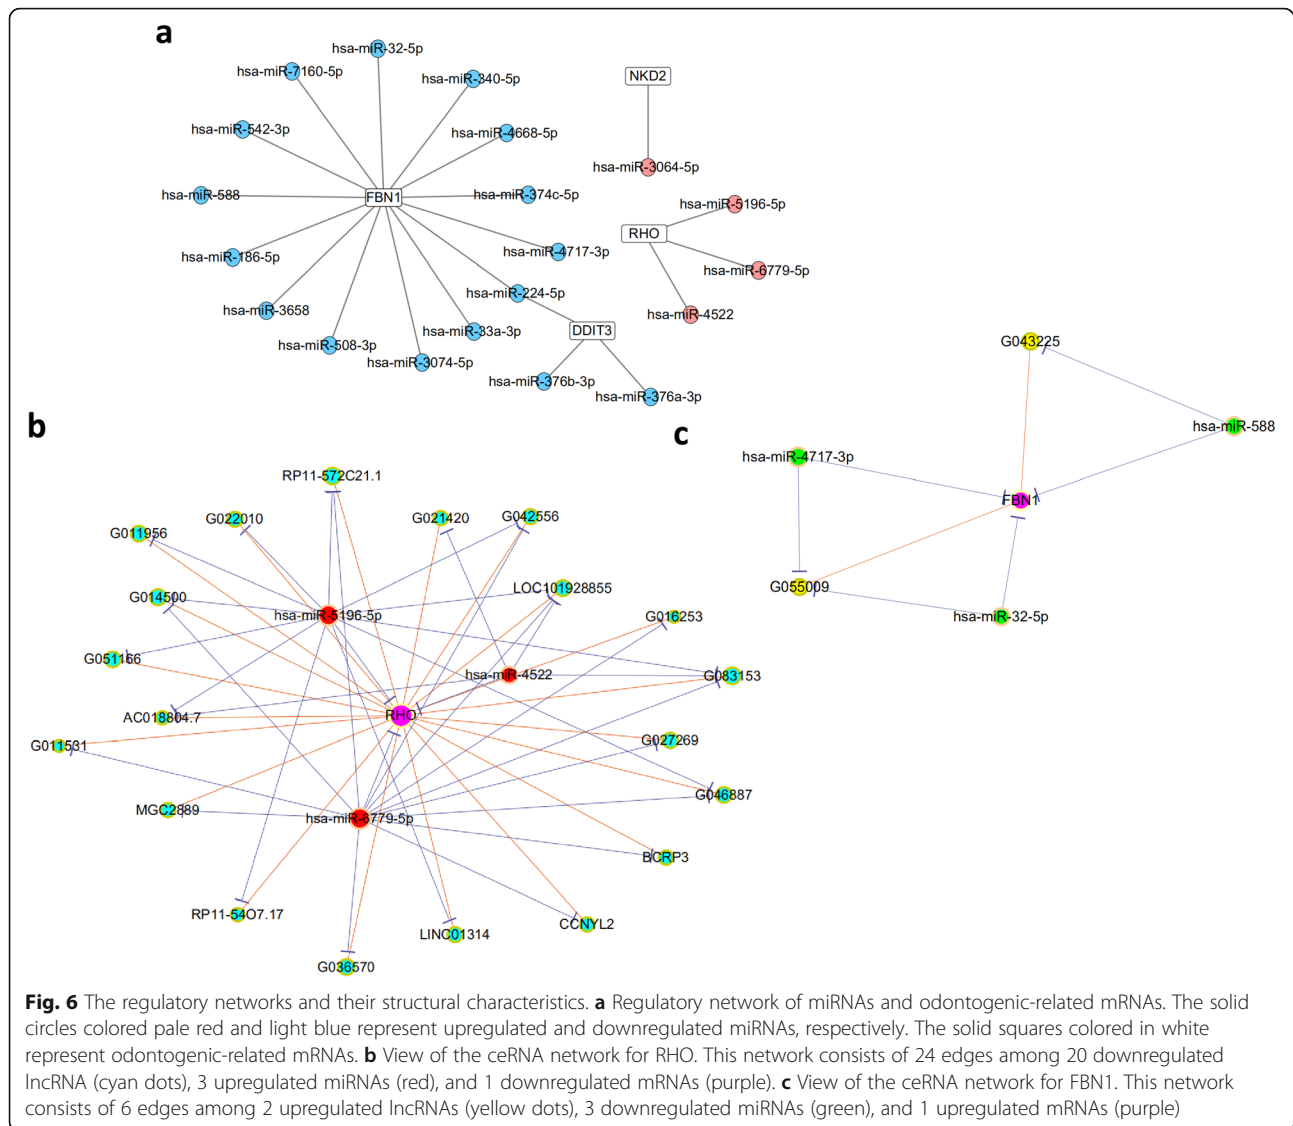 a
hsa-miR-32-5p
hsa-miR-7160-5p
hsa-miR-340-5p
NKD2
hsa-miR-542-3p
hsa-miR-4668-5p
hsa-miR-3064-5p
hsa-miR-588
FBN1
hsa-miR-374c-5p
hsa-miR-5196-5p
RHO
hsa-miR-186-5p
hsa-miR-4717-3p
hsa-miR-6779-5p
hsa-miR-224-5p
hsa-miR-3658
hsa-miR-4522
hsa-miR-33a-3p
DDIT3
hsa-miR-508-3p
hsa-miR-3074-5p
hsa-miR-376b-3p
hsa-miR-376a-3p
b
RP11-572C21.1
G022010
G021420
G042556
G011956
LOC101928855
G014500
hsa-miR-5196-5p
G016253
G051166
hsa-miR-4522
G083153
AC018804.7
RHO
G011531
G027269
G046887
MGC2889
hsa-miR-6779-5p
BCRP3
RP11-54O7.17
CCNYL2
LINC01314
G036570
c
G043225
hsa-miR-588
hsa-miR-4717-3p
FBN1
G055009
hsa-miR-32-5p
Fig. 6 The regulatory networks and their structural characteristics. a Regulatory network of miRNAs and odontogenic-related mRNAs. The solid
circles colored pale red and light blue represent upregulated and downregulated miRNAs, respectively. The solid squares colored in white
represent odontogenic-related mRNAs. b View of the ceRNA network for RHO. This network consists of 24 edges among 20 downregulated
lncRNA (cyan dots), 3 upregulated miRNAs (red), and 1 downregulated mRNAs (purple). c View of the ceRNA network for FBN1. This network
consists of 6 edges among 2 upregulated lncRNAs (yellow dots), 3 downregulated miRNAs (green), and 1 upregulated mRNAs (purple)